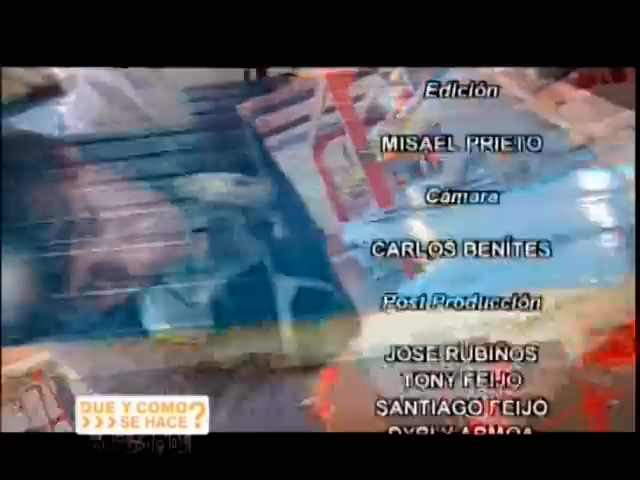 Edición
MISAEL PRIETO
Cámara
CARLOS BENÍTES
Post Producción
JOSE RUBIÑOS
TONY FEIJO
SANTIAGO FEIJO
QUE Y COMO
>>> SE HACE ?